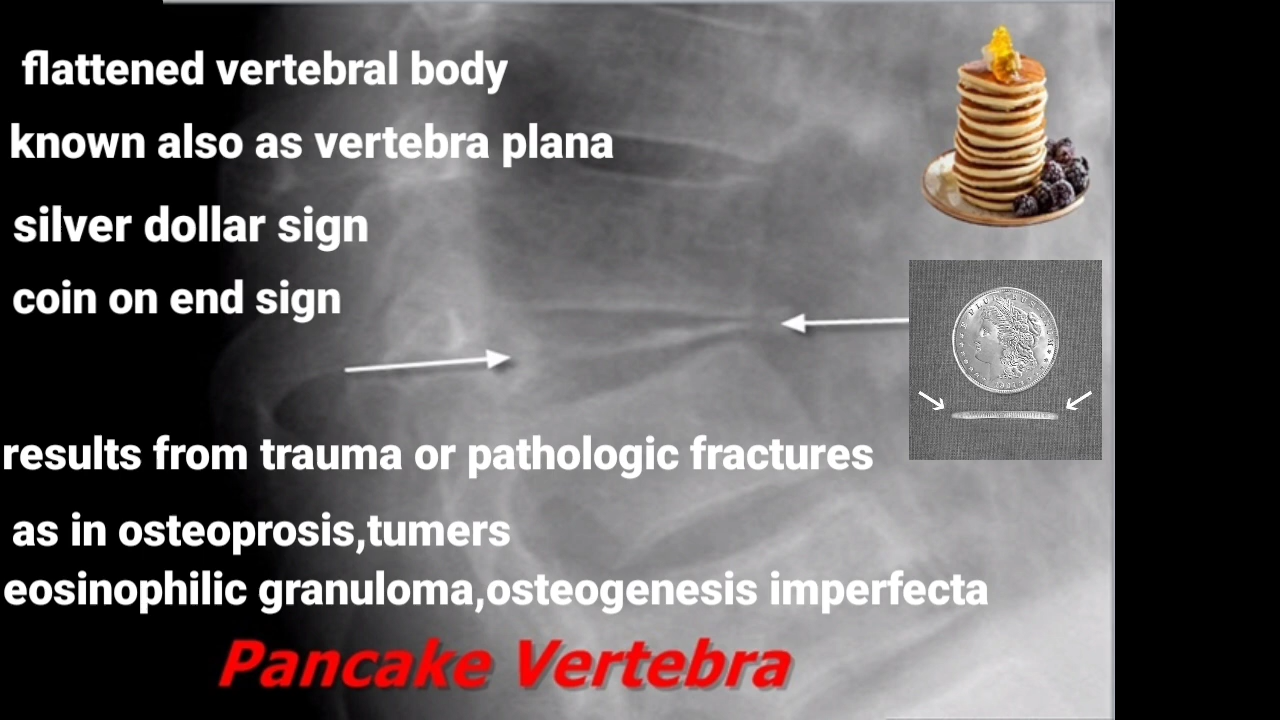 flattened vertebral body
known also as vertebra plana
silver dollar sign
coin on end sign
results from trauma or pathologic fractures
as in osteoprosis,tumers
eosinophilic granuloma,osteogenesis imperfecta
Pancake Vertebra